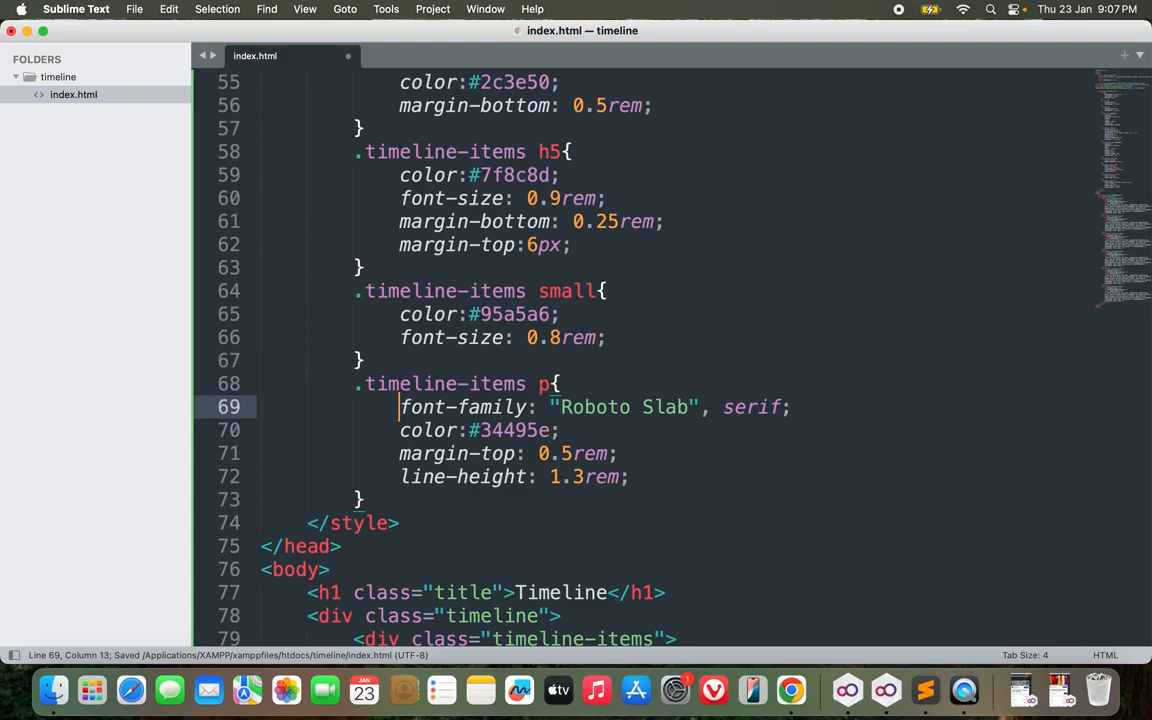 Sublime Text File Edit Selection Find View Goto Tools Project Window Help Thu 23 Jan 9:07 PM
index.html — timeline
FOLDERS
timeline
index.html
index.html
55 color:#2c3e50;
56 margin-bottom: 0.5rem;
57 }
58 .timeline-items h5{
59 color:#7f8c8d;
60 font-size: 0.9rem;
61 margin-bottom: 0.25rem;
62 margin-top:6px;
63 }
64 .timeline-items small{
65 color:#95a5a6;
66 font-size: 0.8rem;
67 }
68 .timeline-items p{
69 font-family: "Roboto Slab", serif;
70 color:#34495e;
71 margin-top: 0.5rem;
72 line-height: 1.3rem;
73 }
74 </style>
75 </head>
76 <body>
77 <h1 class="title">Timeline</h1>
78 <div class="timeline">
79 <div class="timeline-items">
Line 69, Column 13; Saved /Applications/XAMPP/xamppfiles/htdocs/timeline/index.html (UTF-8) Tab Size: 4 HTML
JAN
23
tv
1